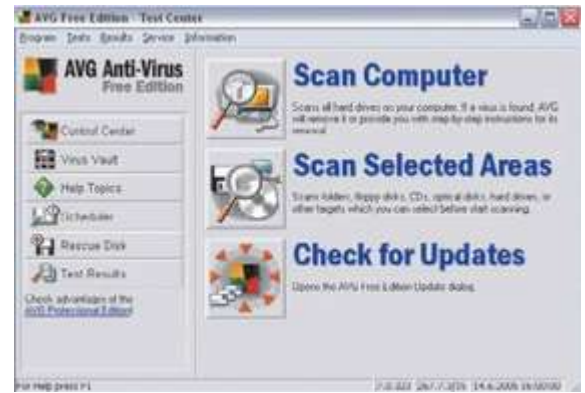 AVG Free Edition - Test Center
Program Tests Results Service Information
AVG Anti-Virus
Free Edition
Control Center
Virus Vault
Help Topics
Scheduler
Rescue Disk
Test Results
Check advantages of the
AVG Professional Edition!
Scan Computer
Scans all hard drives on your computer. If a virus is found, AVG
will remove it or provide you with step-by-step instructions for its
removal.
Scan Selected Areas
Scans folders, floppy disks, CDs, optical disks, hard drives, or
other targets which you can select before start scanning.
Check for Updates
Opens the AVG Free Edition Update dialog.
For Help press F1